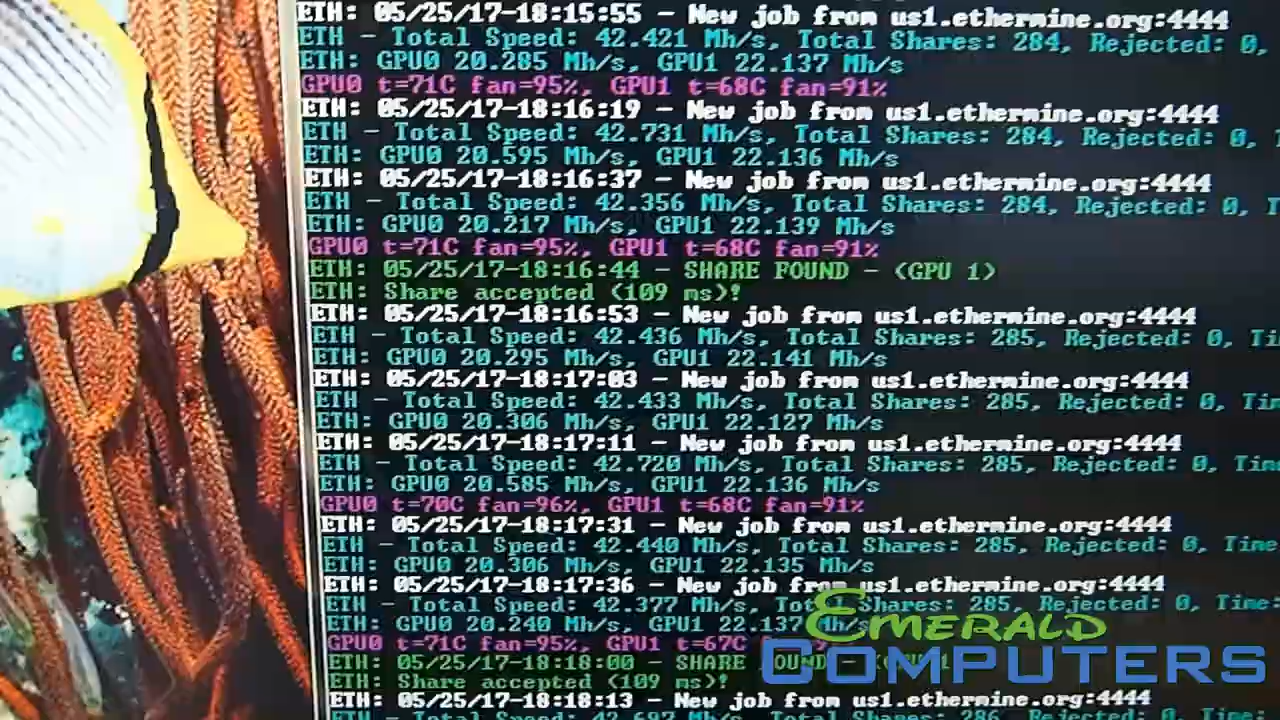 ETH: 05/25/17-18:15:55 - New job from us1.ethermine.org:4444
ETH - Total Speed: 42.421 Mh/s, Total Shares: 284, Rejected: 0,
ETH: GPU0 20.285 Mh/s, GPU1 22.137 Mh/s
GPU0 t=71C fan=95%, GPU1 t=68C fan=91%
ETH: 05/25/17-18:16:19 - New job from us1.ethermine.org:4444
ETH - Total Speed: 42.731 Mh/s, Total Shares: 284, Rejected: 0,
ETH: GPU0 20.595 Mh/s, GPU1 22.136 Mh/s
ETH: 05/25/17-18:16:37 - New job from us1.ethermine.org:4444
ETH - Total Speed: 42.356 Mh/s, Total Shares: 284, Rejected: 0, T
ETH: GPU0 20.217 Mh/s, GPU1 22.139 Mh/s
GPU0 t=71C fan=95%, GPU1 t=68C fan=91%
ETH: 05/25/17-18:16:44 - SHARE FOUND - (GPU 1)
ETH: Share accepted (109 ms)!
ETH: 05/25/17-18:16:53 - New job from us1.ethermine.org:4444
ETH - Total Speed: 42.436 Mh/s, Total Shares: 285, Rejected: 0, Ti
ETH: GPU0 20.295 Mh/s, GPU1 22.141 Mh/s
ETH: 05/25/17-18:17:03 - New job from us1.ethermine.org:4444
ETH - Total Speed: 42.433 Mh/s, Total Shares: 285, Rejected: 0, Tim
ETH: GPU0 20.306 Mh/s, GPU1 22.127 Mh/s
ETH: 05/25/17-18:17:11 - New job from us1.ethermine.org:4444
ETH - Total Speed: 42.720 Mh/s, Total Shares: 285, Rejected: 0, Time
ETH: GPU0 20.585 Mh/s, GPU1 22.136 Mh/s
GPU0 t=70C fan=96%, GPU1 t=68C fan=91%
ETH: 05/25/17-18:17:31 - New job from us1.ethermine.org:4444
ETH - Total Speed: 42.440 Mh/s, Total Shares: 285, Rejected: 0, Time
ETH: GPU0 20.306 Mh/s, GPU1 22.135 Mh/s
ETH: 05/25/17-18:17:36 - New job from us1.ethermine.org:4444
ETH - Total Speed: 42.377 Mh/s, Total Shares: 285, Rejected: 0, Time:
ETH: GPU0 20.240 Mh/s, GPU1 22.137 Mh/s
GPU0 t=71C fan=95%, GPU1 t=67C
ETH: 05/25/17-18:18:00 - SHARE FOUND -
ETH: Share accepted (109 ms)!
ETH: 05/25/17-18:18:13 - New job from us1.ethermine.org:4444
ETH - Total Speed: 42.697 Mh/s, Total Shares: 286, Rejected: 0,
EMERALD
COMPUTERS